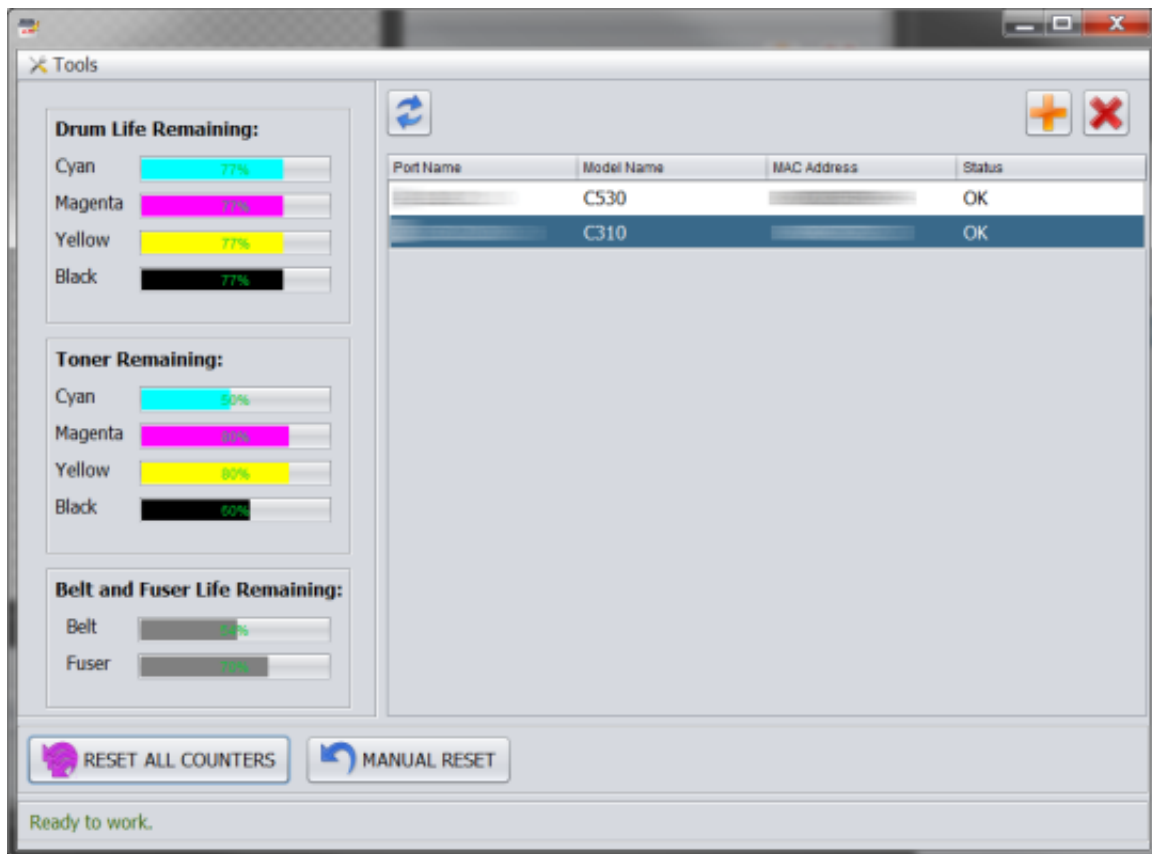 Tools
Drum Life Remaining:
Cyan 77%
Magenta 77%
Yellow 77%
Black 77%
Toner Remaining:
Cyan 50%
Magenta 80%
Yellow 80%
Black 60%
Belt and Fuser Life Remaining:
Belt
Fuser
Port Name Model Name MAC Address Status
C530 OK
C310 OK
RESET ALL COUNTERS MANUAL RESET
Ready to work.